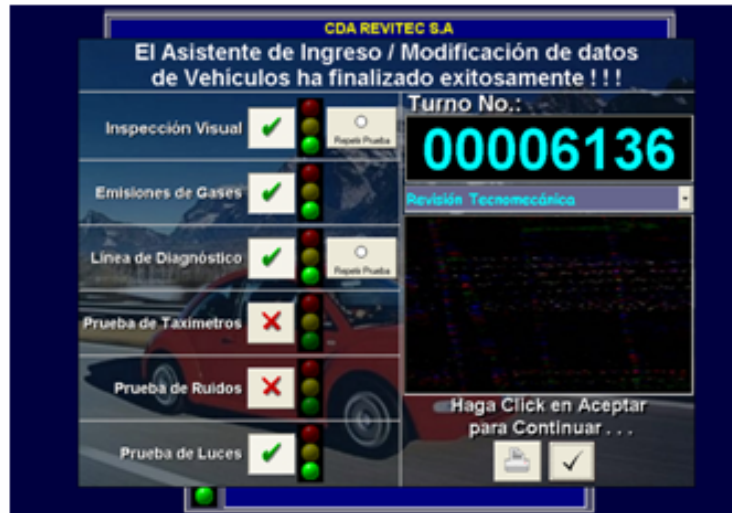 CDA REVITEC S.A
El Asistente de Ingreso / Modificación de datos
de Vehículos ha finalizado exitosamente ! ! !
Inspección Visual
Repetir Prueba
Emisiones de Gases
Línea de Diagnóstico
Repetir Prueba
Prueba de Taxímetros
Prueba de Ruidos
Prueba de Luces
Turno No.:
00006136
Revisión Tecnomecánica
Haga Click en Aceptar
para Continuar . . .